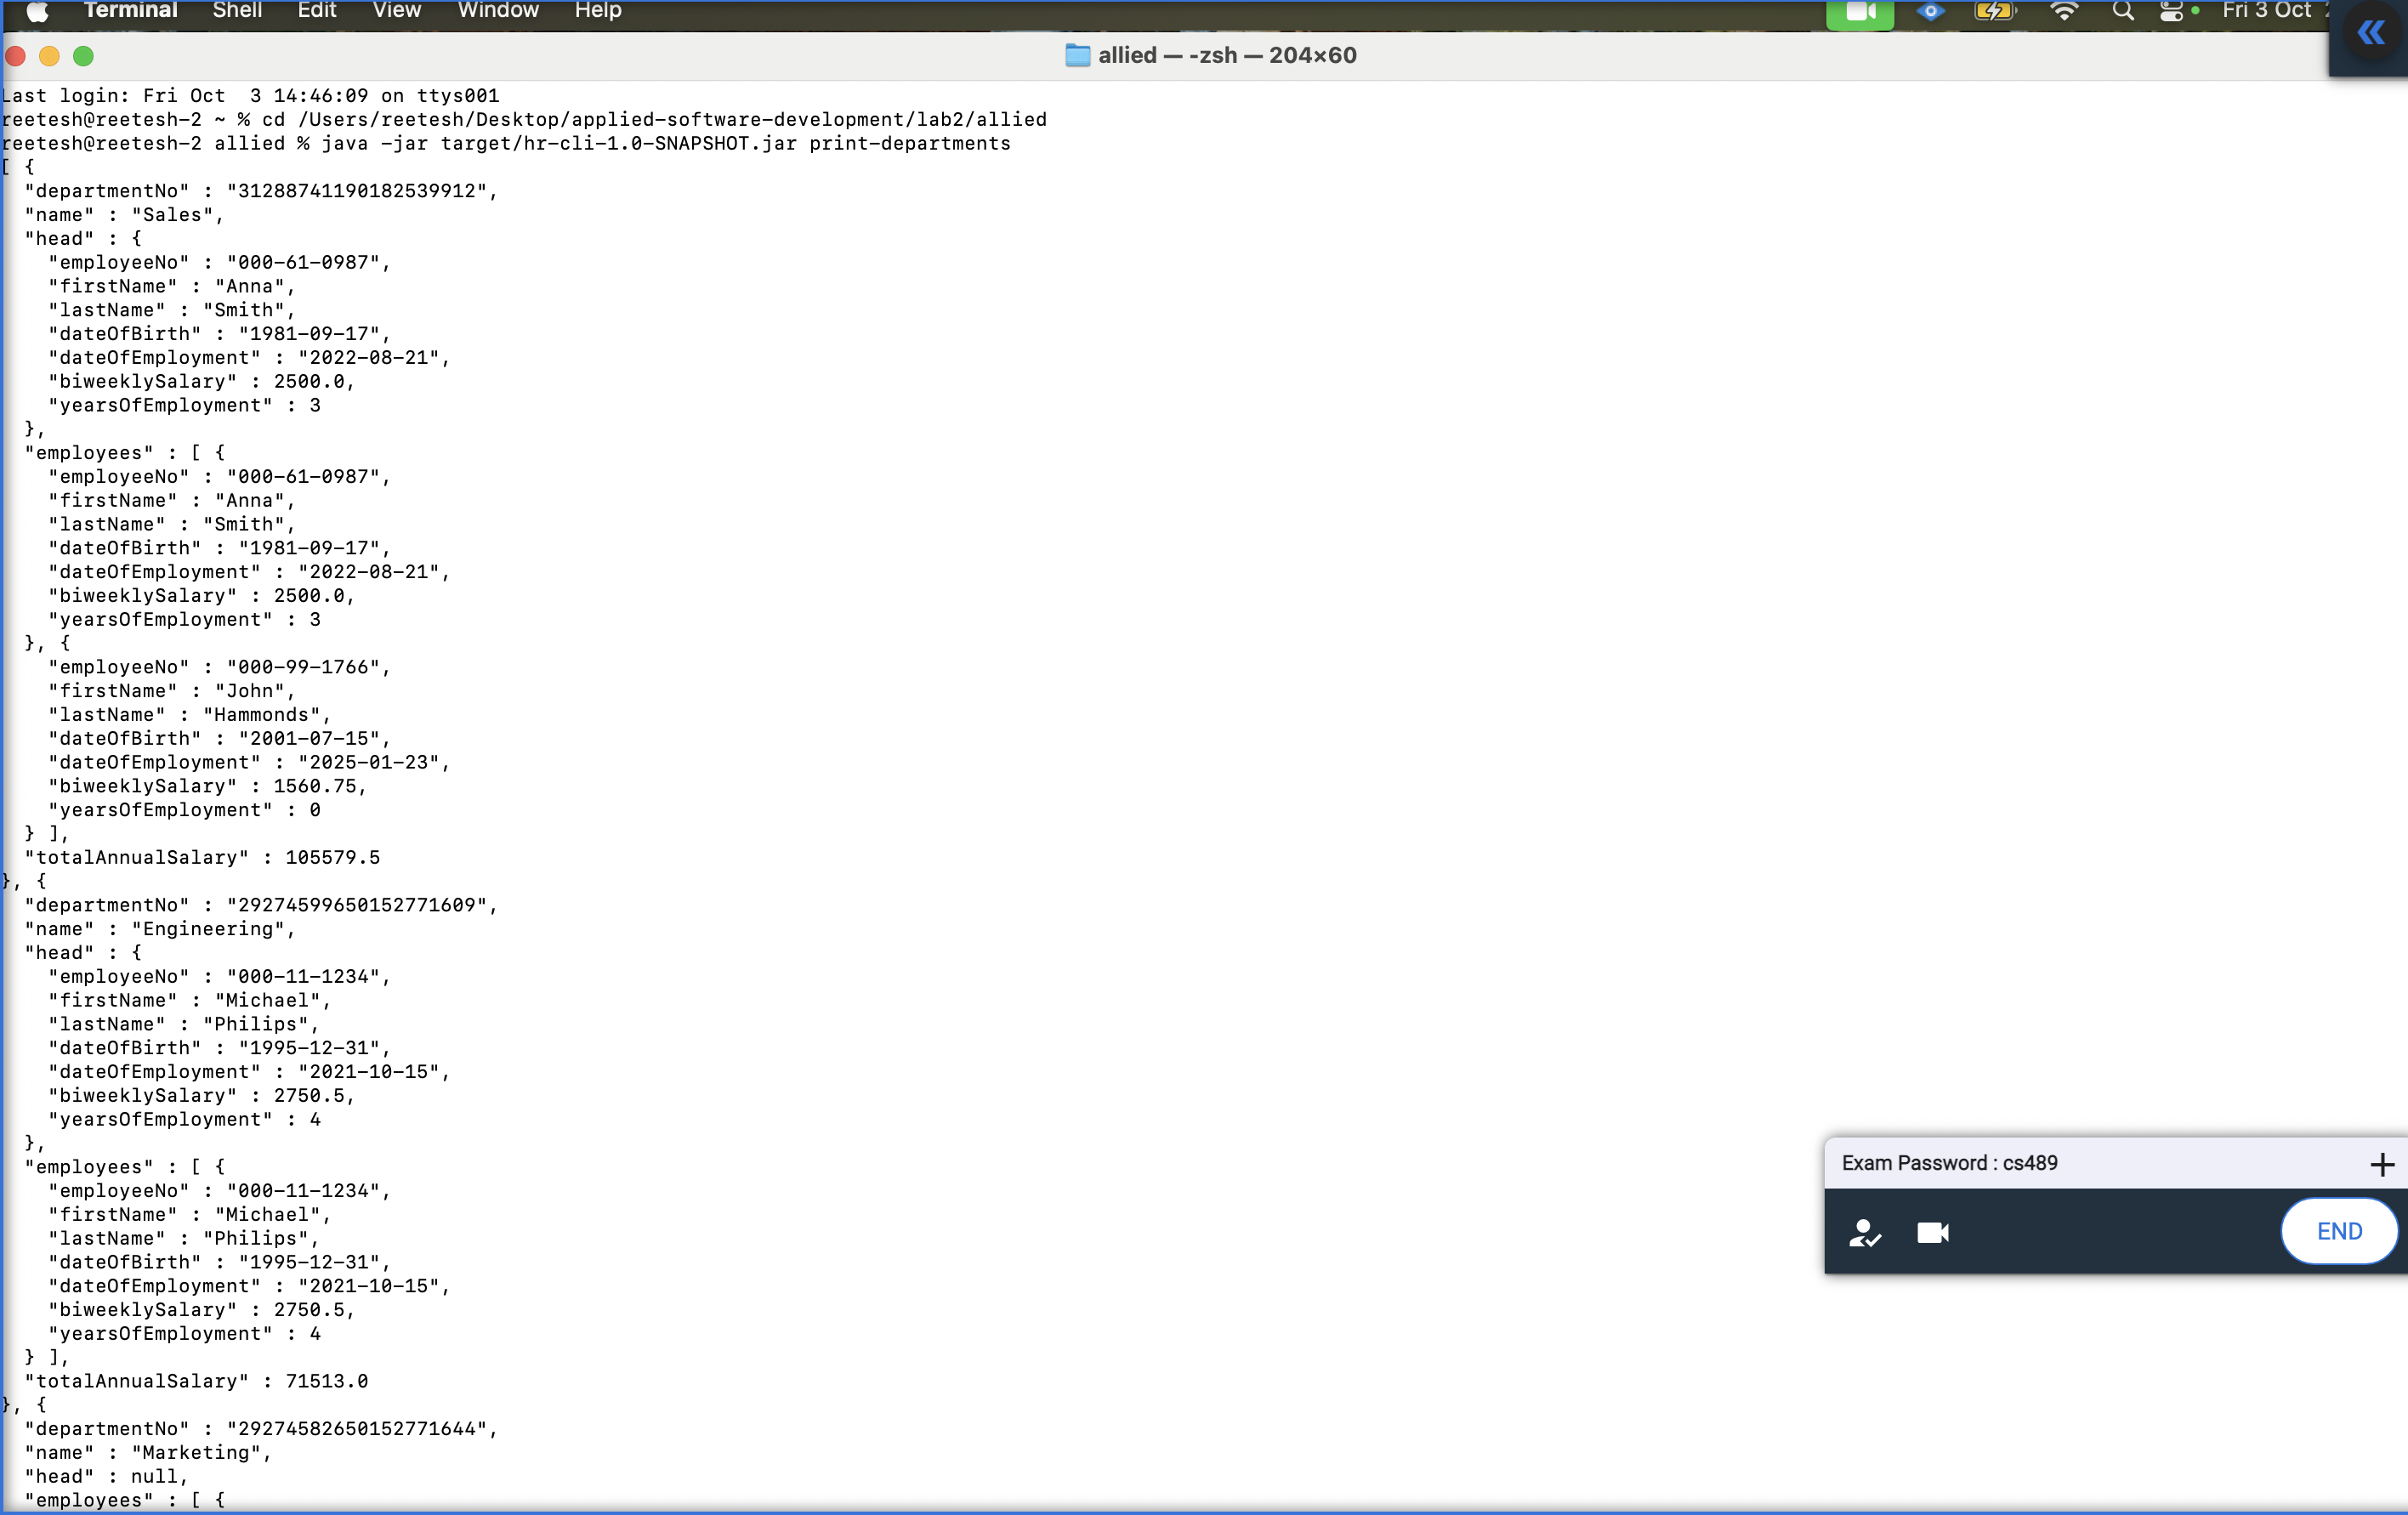 Terminal Shell Edit View Window Help Fri 3 Oct
allied — -zsh — 204×60
Last login: Fri Oct  3 14:46:09 on ttys001
reetesh@reetesh-2 ~ % cd /Users/reetesh/Desktop/applied-software-development/lab2/allied
reetesh@reetesh-2 allied % java -jar target/hr-cli-1.0-SNAPSHOT.jar print-departments
[ {
  "departmentNo" : "31288741190182539912",
  "name" : "Sales",
  "head" : {
    "employeeNo" : "000-61-0987",
    "firstName" : "Anna",
    "lastName" : "Smith",
    "dateOfBirth" : "1981-09-17",
    "dateOfEmployment" : "2022-08-21",
    "biweeklySalary" : 2500.0,
    "yearsOfEmployment" : 3
  },
  "employees" : [ {
    "employeeNo" : "000-61-0987",
    "firstName" : "Anna",
    "lastName" : "Smith",
    "dateOfBirth" : "1981-09-17",
    "dateOfEmployment" : "2022-08-21",
    "biweeklySalary" : 2500.0,
    "yearsOfEmployment" : 3
  }, {
    "employeeNo" : "000-99-1766",
    "firstName" : "John",
    "lastName" : "Hammonds",
    "dateOfBirth" : "2001-07-15",
    "dateOfEmployment" : "2025-01-23",
    "biweeklySalary" : 1560.75,
    "yearsOfEmployment" : 0
  } ],
  "totalAnnualSalary" : 105579.5
}, {
  "departmentNo" : "29274599650152771609",
  "name" : "Engineering",
  "head" : {
    "employeeNo" : "000-11-1234",
    "firstName" : "Michael",
    "lastName" : "Philips",
    "dateOfBirth" : "1995-12-31",
    "dateOfEmployment" : "2021-10-15",
    "biweeklySalary" : 2750.5,
    "yearsOfEmployment" : 4
  },
  "employees" : [ {
    "employeeNo" : "000-11-1234",
    "firstName" : "Michael",
    "lastName" : "Philips",
    "dateOfBirth" : "1995-12-31",
    "dateOfEmployment" : "2021-10-15",
    "biweeklySalary" : 2750.5,
    "yearsOfEmployment" : 4
  } ],
  "totalAnnualSalary" : 71513.0
}, {
  "departmentNo" : "29274582650152771644",
  "name" : "Marketing",
  "head" : null,
  "employees" : [ {
Exam Password : cs489
END